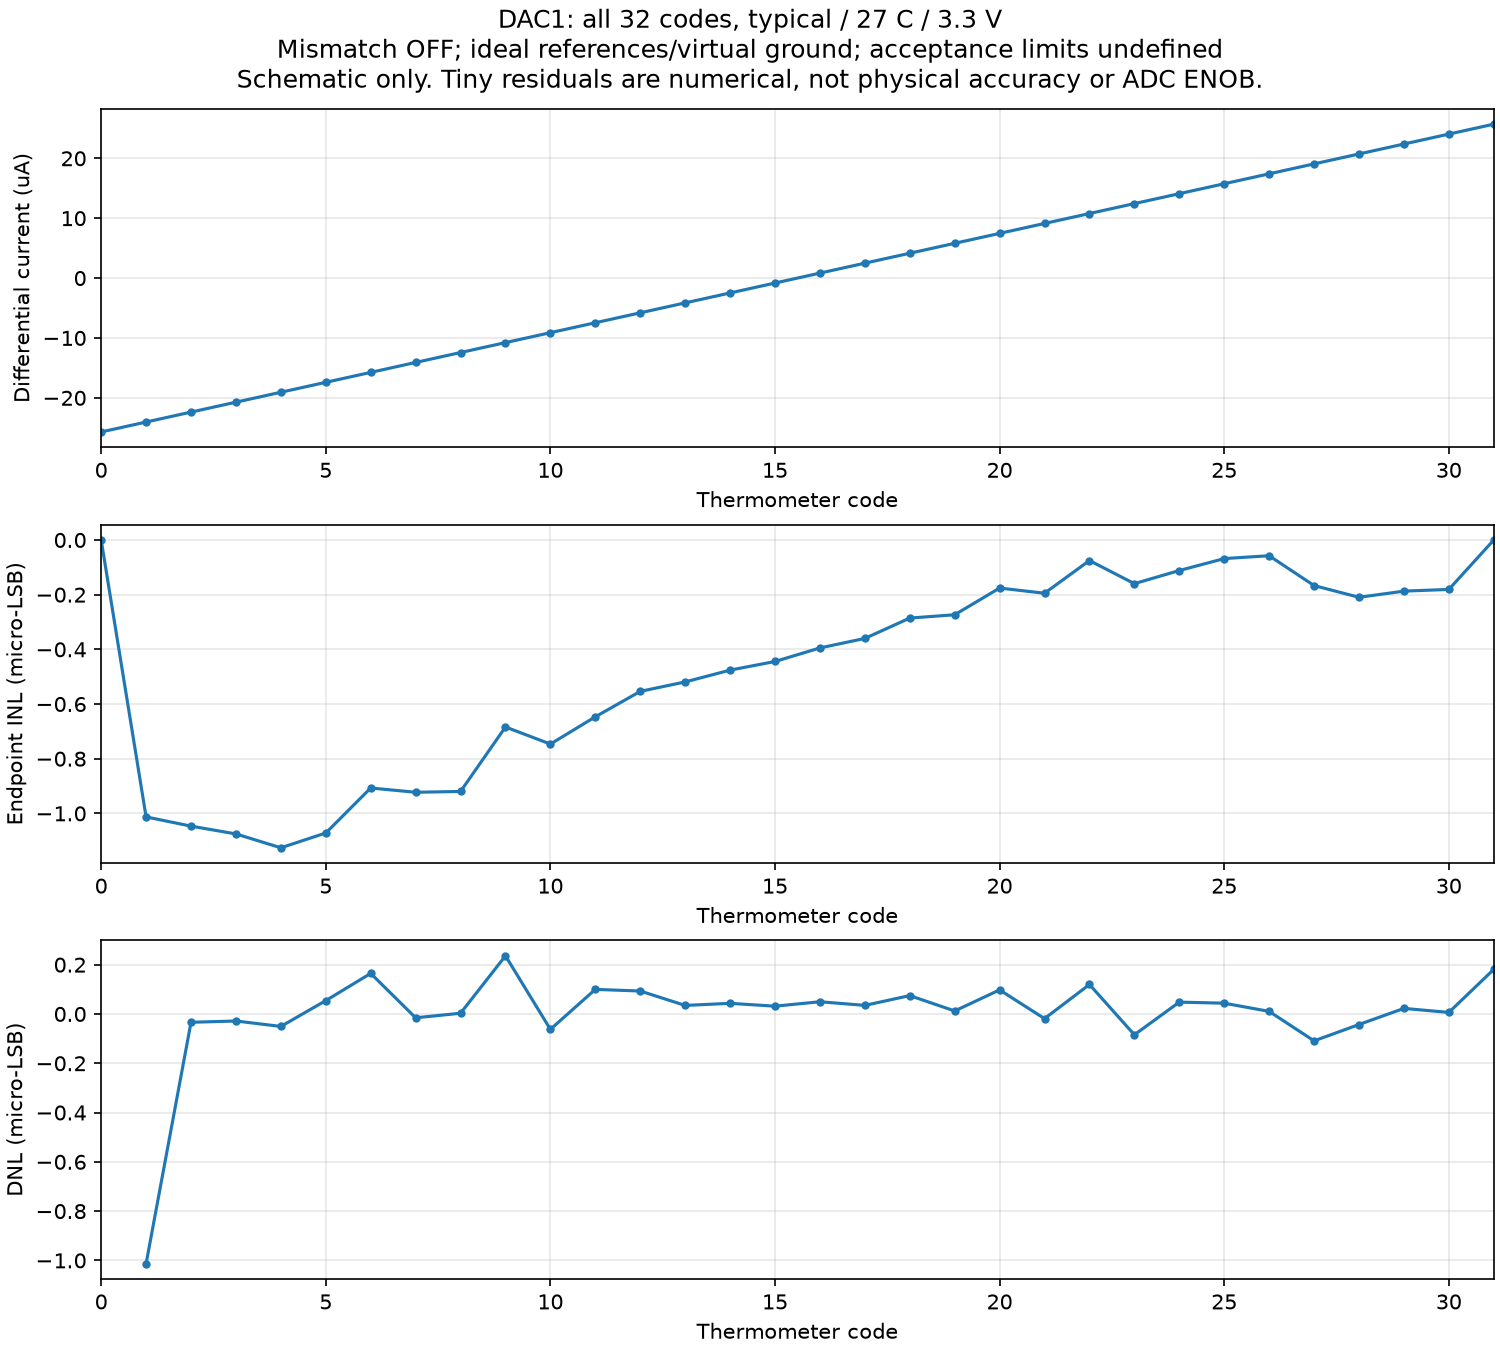 DAC1: all 32 codes, typical / 27 C / 3.3 V
Mismatch OFF; ideal references/virtual ground; acceptance limits undefined
Schematic only. Tiny residuals are numerical, not physical accuracy or ADC ENOB.
Differential current (uA)
20
10
0
−10
−20
0 5 10 15 20 25 30
Thermometer code
Endpoint INL (micro-LSB)
0.0
−0.2
−0.4
−0.6
−0.8
−1.0
0 5 10 15 20 25 30
Thermometer code
DNL (micro-LSB)
0.2
0.0
−0.2
−0.4
−0.6
−0.8
−1.0
0 5 10 15 20 25 30
Thermometer code